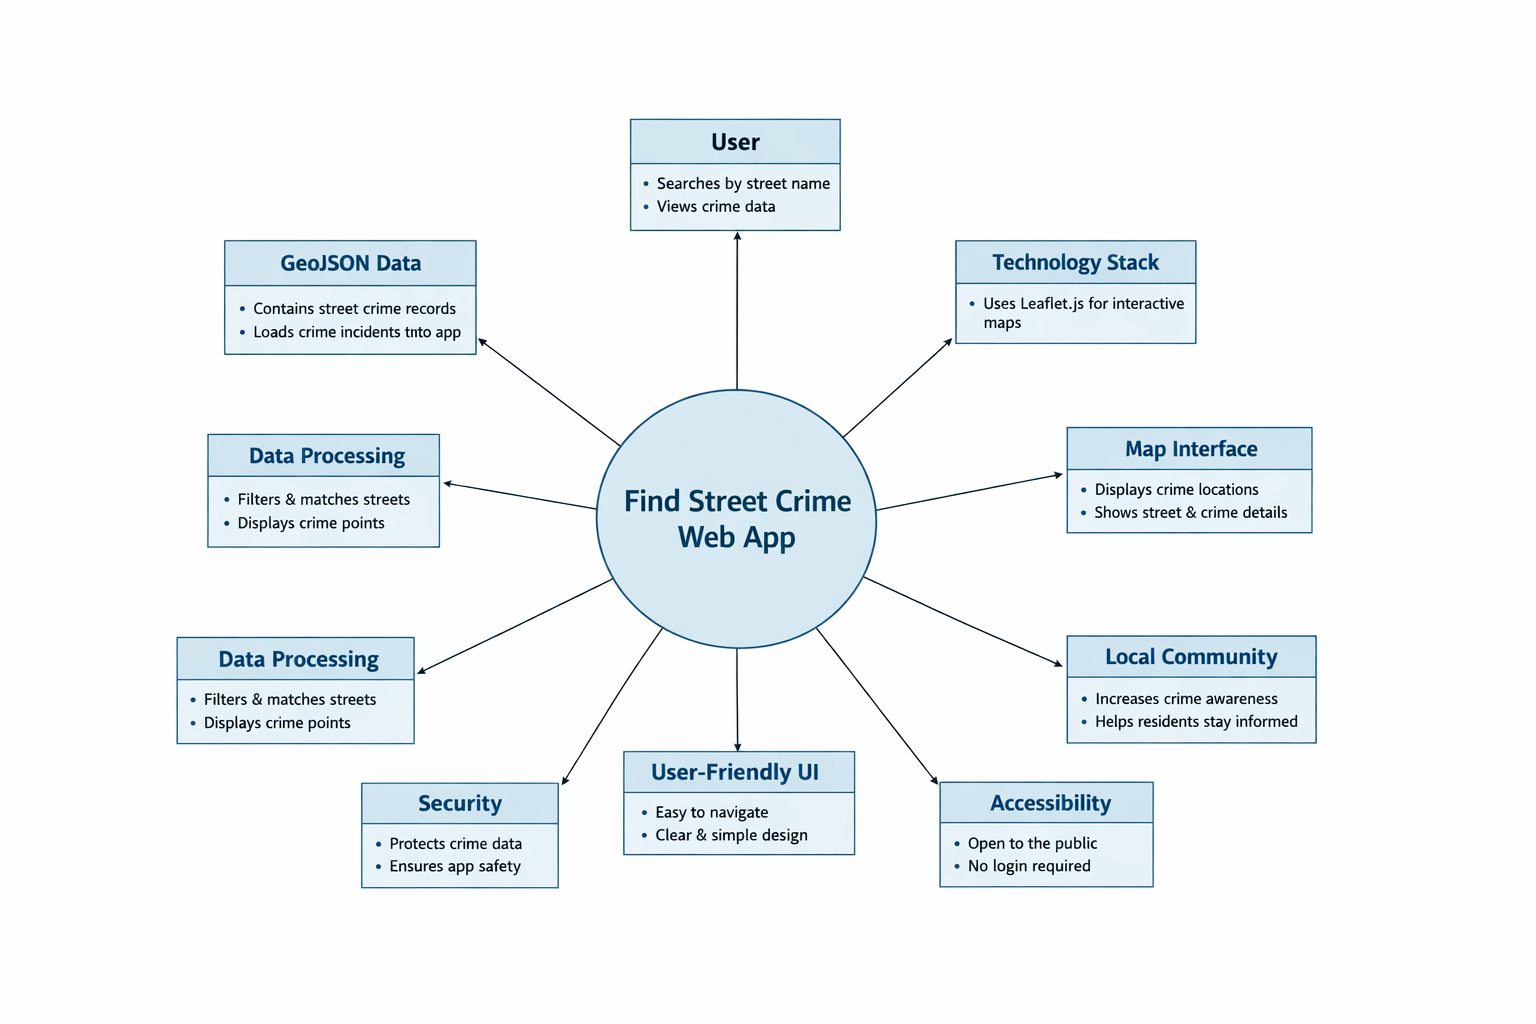 User
• Searches by street name
• Views crime data
GeoJSON Data
• Contains street crime records
• Loads crime incidents tnto app
Technology Stack
• Uses Leaflet.js for interactive
maps
Data Processing
• Filters & matches streets
• Displays crime points
Find Street Crime
Web App
Map Interface
• Displays crime locations
• Shows street & crime details
Data Processing
• Filters & matches streets
• Displays crime points
Local Community
• Increases crime awareness
• Helps residents stay informed
Security
• Protects crime data
• Ensures app safety
User-Friendly UI
• Easy to navigate
• Clear & simple design
Accessibility
• Open to the public
• No login required